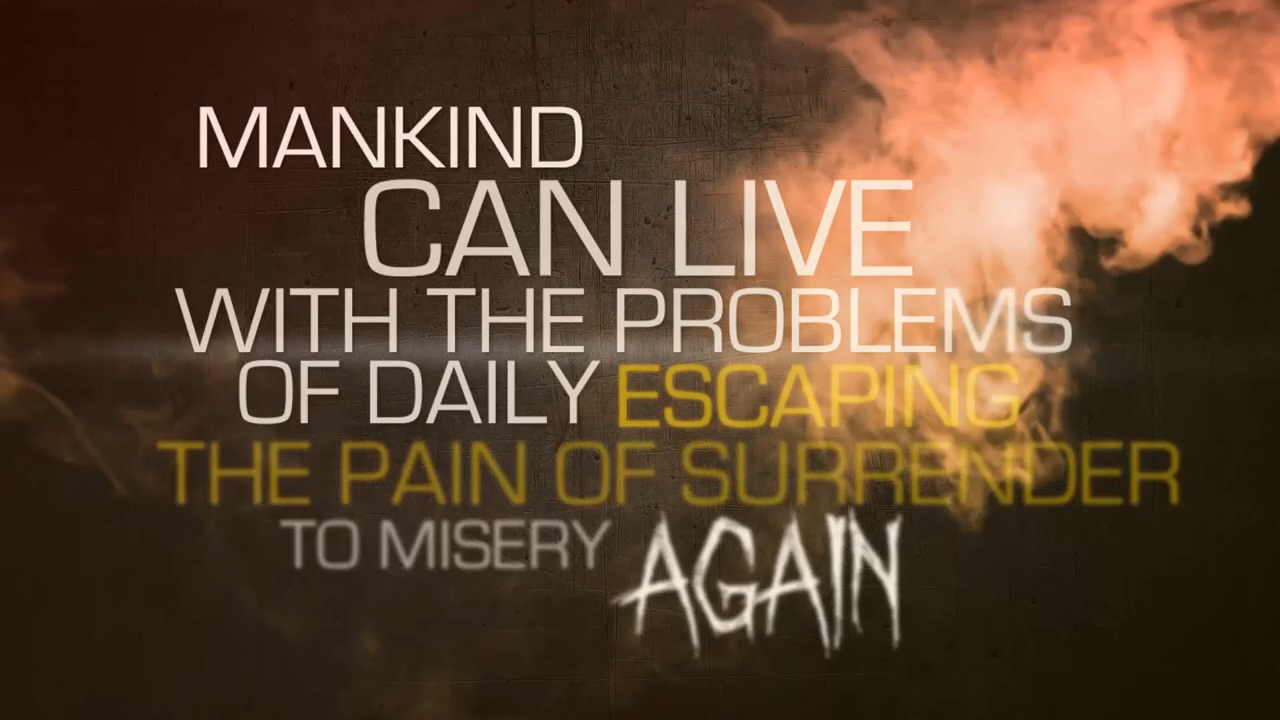 MANKIND
CAN LIVE
WITH THE PROBLEMS
OF DAILY ESCAPING
THE PAIN OF SURRENDER
TO MISERY AGAIN